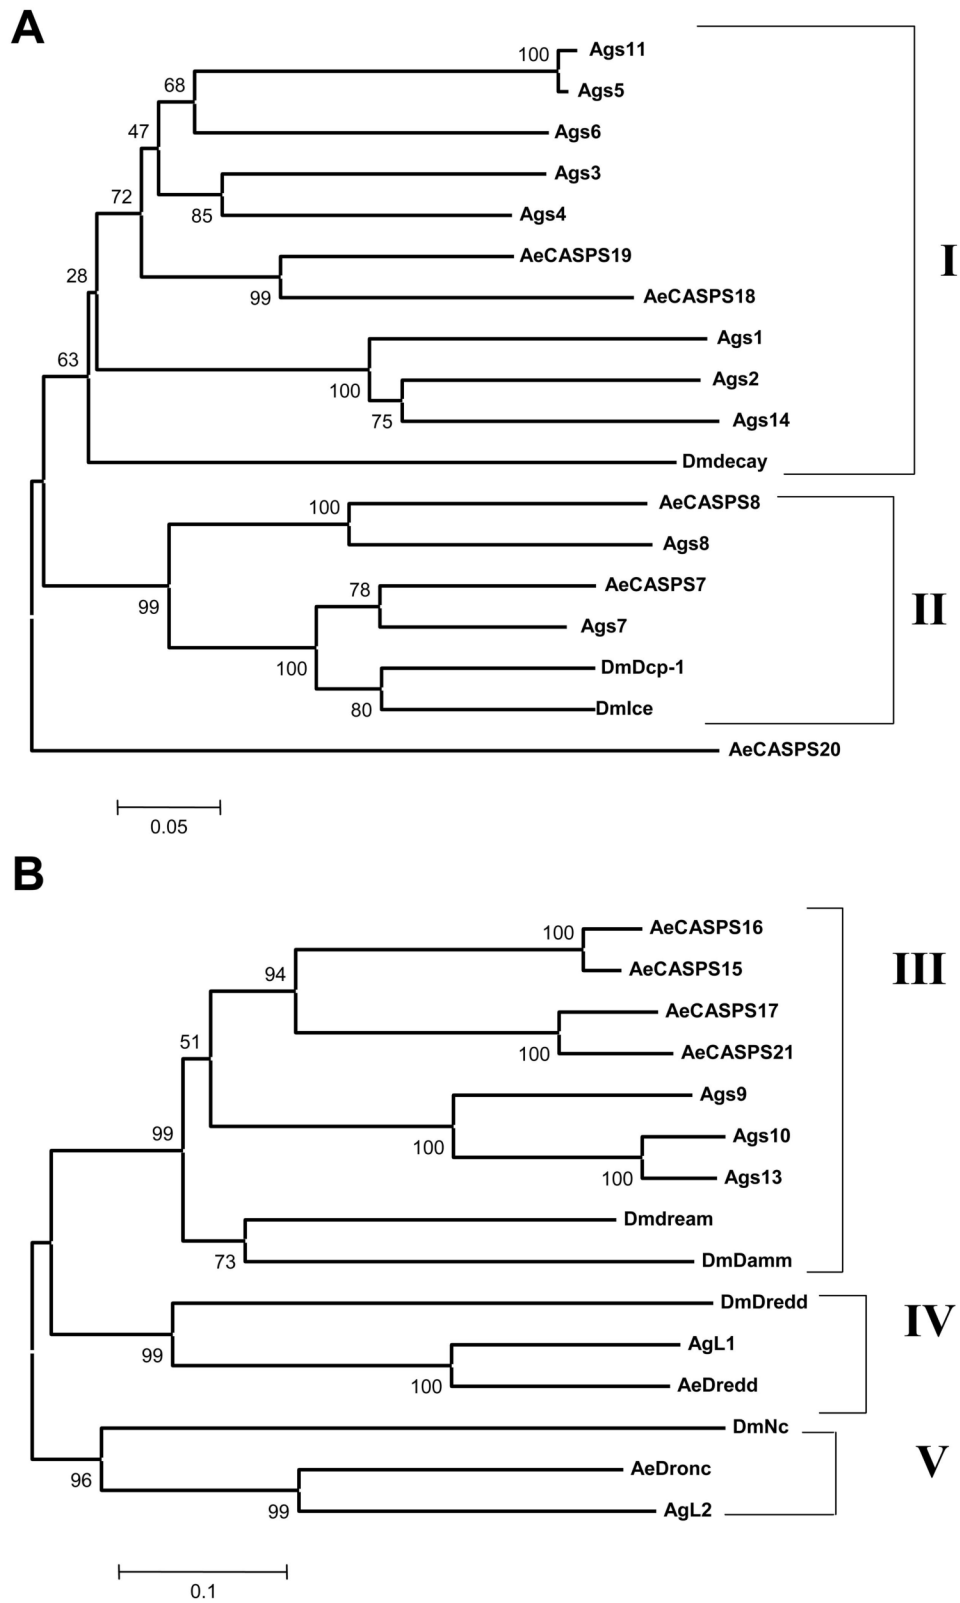 A
100
Ags11
68
Ags5
47
Ags6
Ags3
72
85
Ags4
AeCASPS19
I
28
99
AeCASPS18
Ags1
63
100
Ags2
75
Ags14
Dmdecay
100
AeCASPS8
Ags8
78
AeCASPS7
99
Ags7
II
100
DmDcp-1
80
DmIce
AeCASPS20
0.05
B
100
AeCASPS16
94
AeCASPS15
III
AeCASPS17
51
100
AeCASPS21
Ags9
99
100
Ags10
100
Ags13
Dmdream
73
DmDamm
DmDredd
IV
99
AgL1
100
AeDredd
DmNc
V
96
AeDronc
99
AgL2
0.1